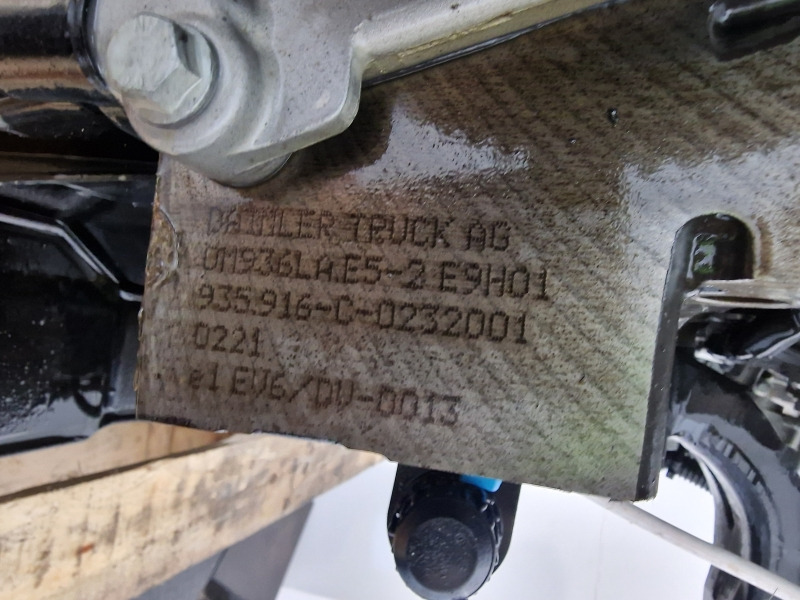 DAIMLER TRUCK AG
OM936LA.E5-2 E9H01
935.916-C-0232001
0221
e1 EV6/DV-0013